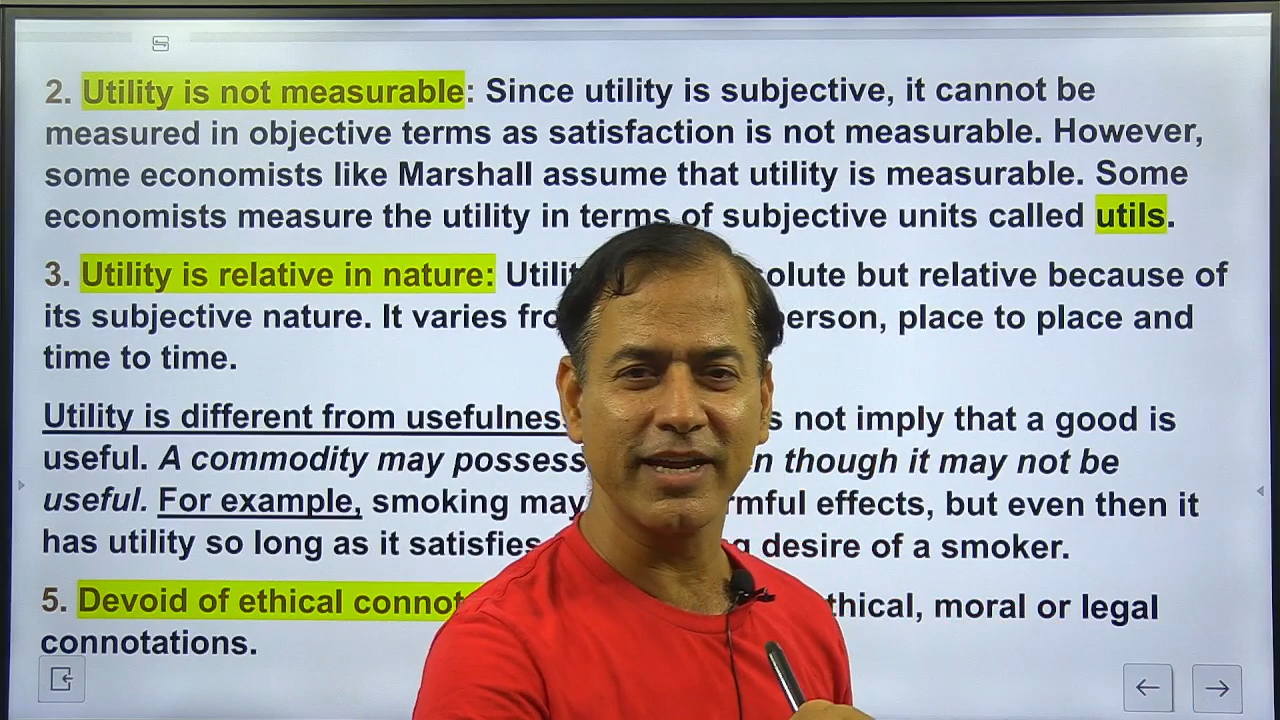 2. Utility is not measurable: Since utility is subjective, it cannot be
measured in objective terms as satisfaction is not measurable. However,
some economists like Marshall assume that utility is measurable. Some
economists measure the utility in terms of subjective units called utils.
3. Utility is relative in nature: olute but relative because of
its subjective nature. It varies erson, place to place and
time to time.
Utility is different from usefulness s not imply that a good is
useful. A commodity may possess n though it may not be
useful. For example, smoking may rmful effects, but even then it
has utility so long as it satisfies g desire of a smoker.
5. Devoid of ethical thical, moral or legal
connotations.